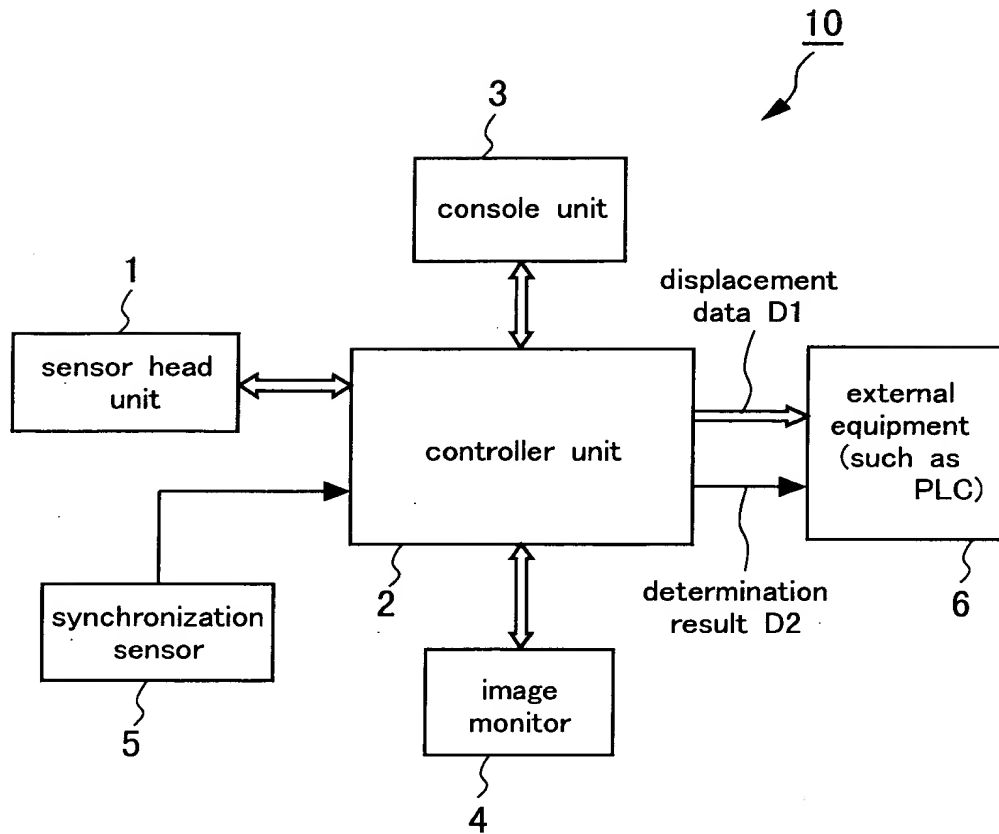 10
3
console unit
1
sensor head
unit
displacement
data D1
controller unit
external
equipment
(such as
PLC)
2
determination
result D2
6
synchronization
sensor
5
image
monitor
4